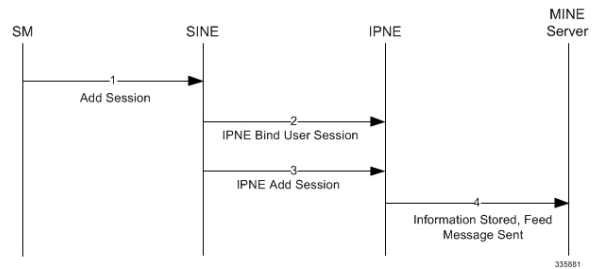 SM
SINE
IPNE
MINE
Server
1
Add Session
2
IPNE Bind User Session
3
IPNE Add Session
4
Information Stored, Feed
Message Sent
335881